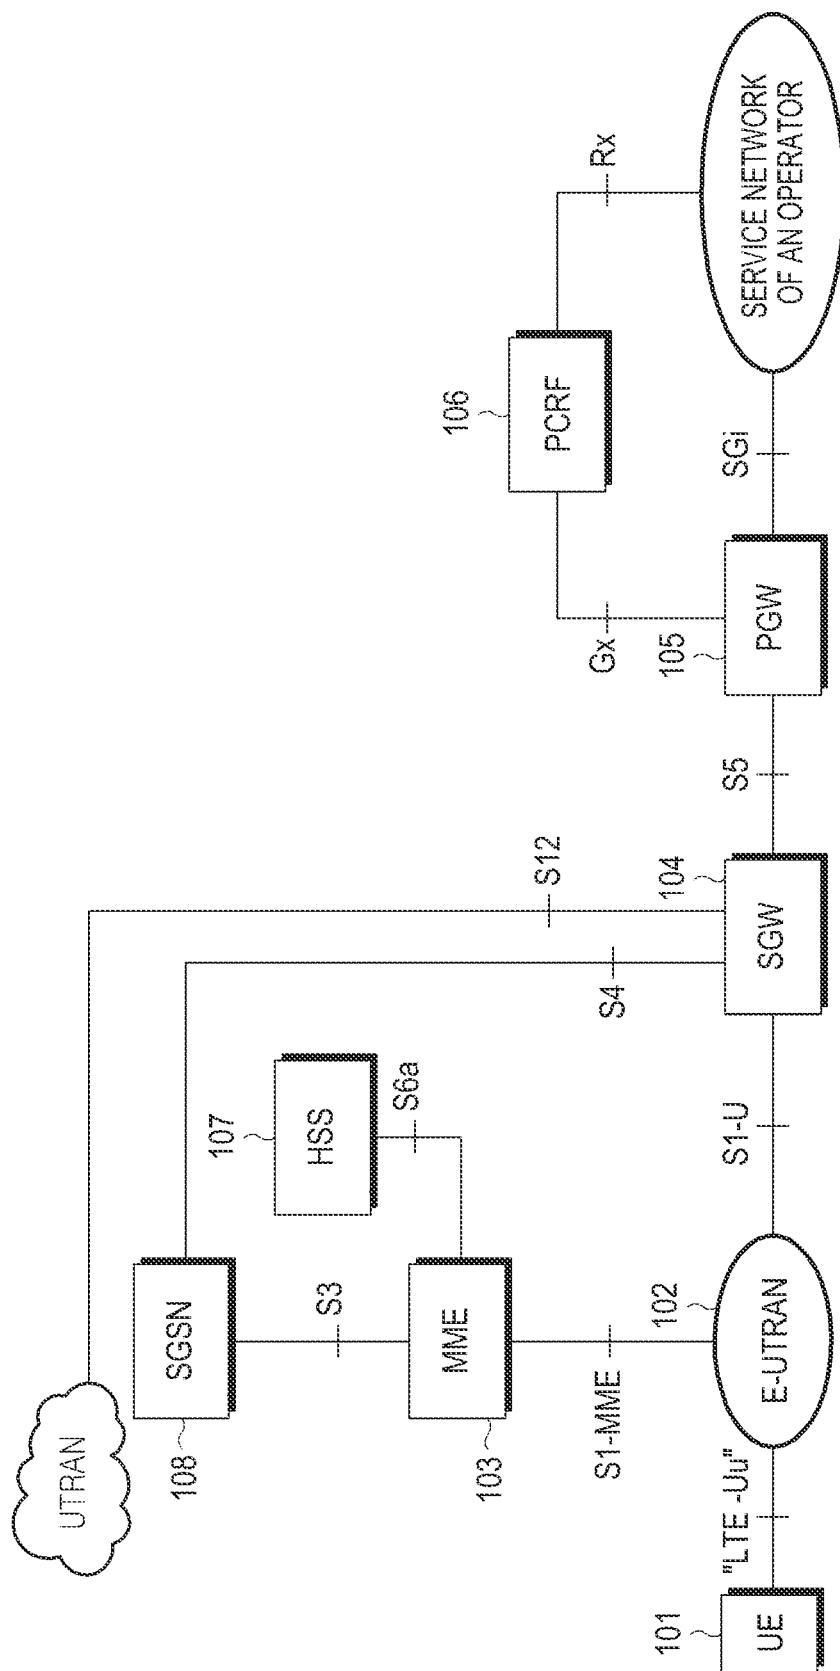 UTRAN
SGSN
108
S3
HSS
107
S6a
MME
103
S12
S4
S1-MME
PCRF
106
Gx
Rx
UE
101
"LTE -Uu"
E-UTRAN
102
S1-U
SGW
104
S5
PGW
105
SGi
SERVICE NETWORK
OF AN OPERATOR